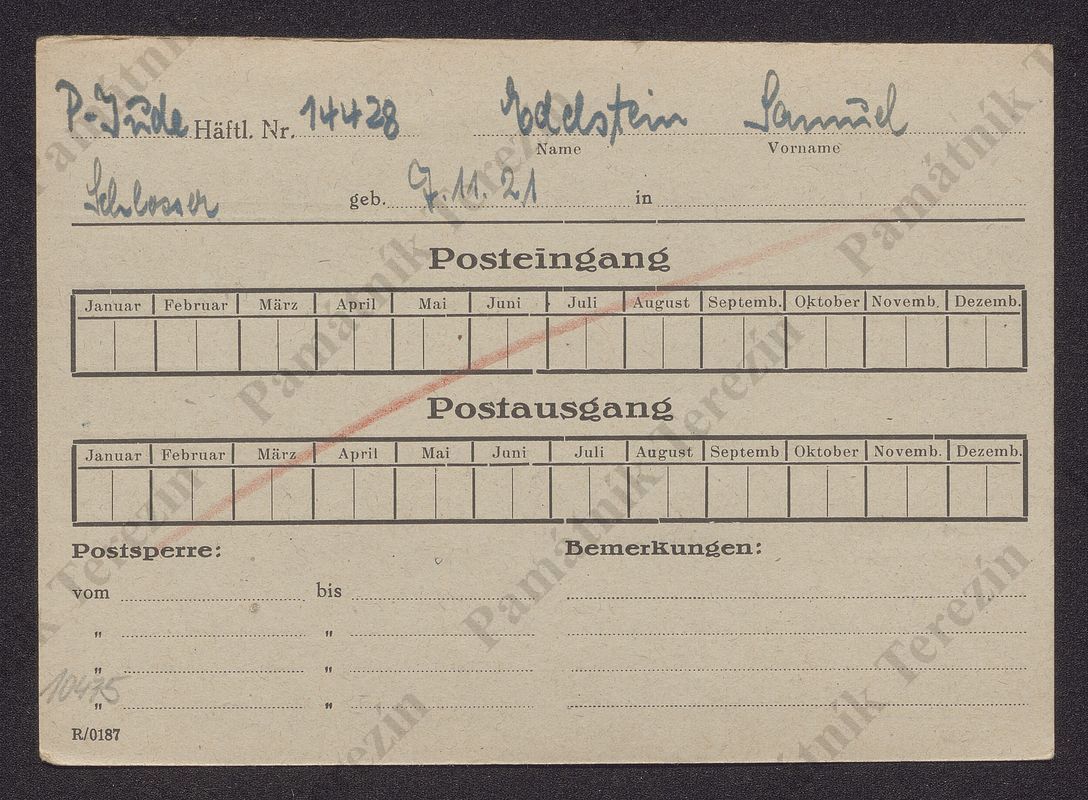 P.-Jude Häftl. Nr. 14428 Edelstein Samuel
Name Vorname
Schlosser geb. 7.11.21 in
Posteingang
Januar Februar März April Mai Juni Juli August Septemb. Oktober Novemb. Dezemb.
Postausgang
Januar Februar März April Mai Juni Juli August Septemb Oktober Novemb. Dezemb.
Postsperre: Bemerkungen:
vom bis
" "
" "
10475
" "
R/0187
Památník Terezín